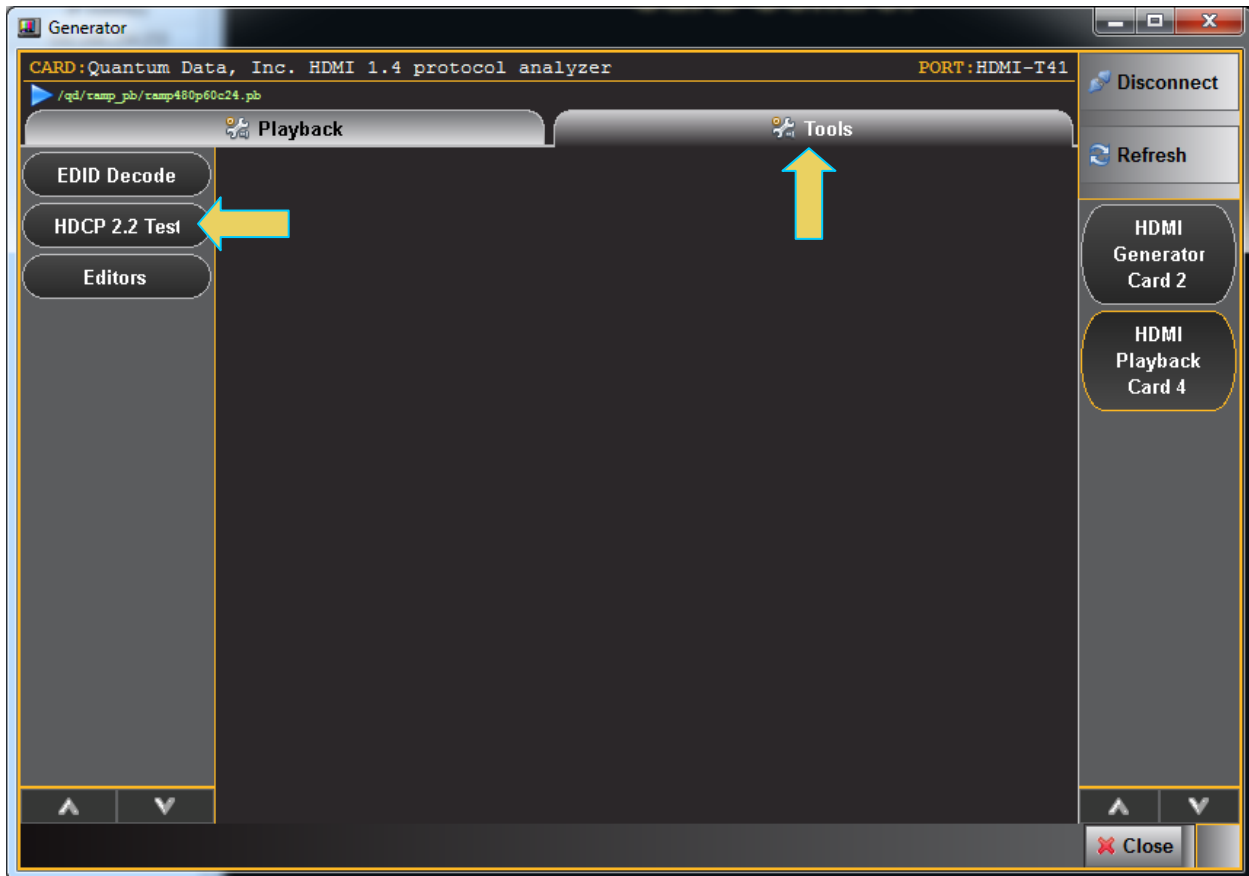 Generator
CARD:Quantum Data, Inc. HDMI 1.4 protocol analyzer PORT:HDMI-T41
/qd/ramp_pb/ramp480p60c24.pb
Playback
Tools
Disconnect
Refresh
EDID Decode
HDCP 2.2 Test
Editors
HDMI
Generator
Card 2
HDMI
Playback
Card 4
Close